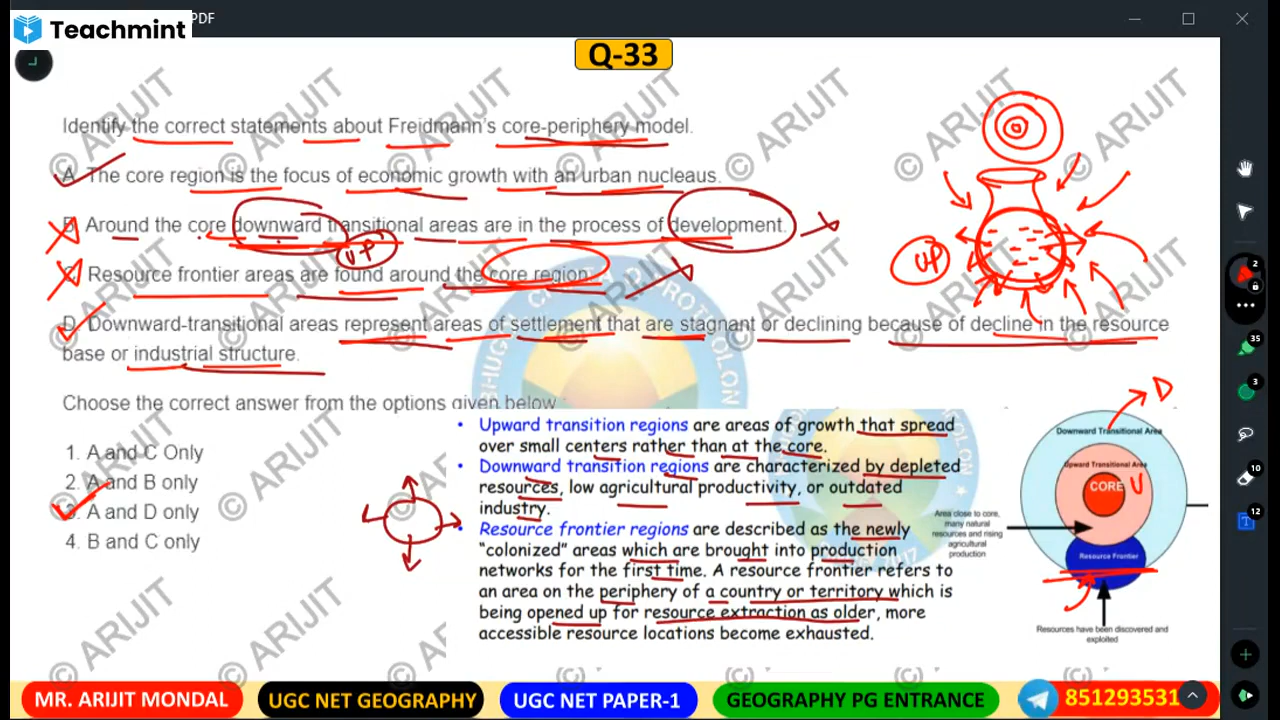 PDF
Teachmint
Q-33
Identify the correct statements about Freidmann's core-periphery model.
A. The core region is the focus of economic growth with an urban nucleaus.
B. Around the core downward transitional areas are in the process of development.
UP
UP
C. Resource frontier areas are found around the core region.
D. Downward-transitional areas represent areas of settlement that are stagnant or declining because of decline in the resource
base or industrial structure.
Choose the correct answer from the options given below
1. A and C Only
2. A and B only
3. A and D only
4. B and C only
• Upward transition regions are areas of growth that spread
over small centers rather than at the core.
• Downward transition regions are characterized by depleted
resources, low agricultural productivity, or outdated
industry.
• Resource frontier regions are described as the newly
"colonized" areas which are brought into production
networks for the first time. A resource frontier refers to
an area on the periphery of a country or territory which is
being opened up for resource extraction as older, more
accessible resource locations become exhausted.
D
Downward Transitional Area
Upward Transitional Area
CORE
U
Area close to core,
many natural
resources and rising
agricultural
production
Resource Frontier
Resources have been discovered and
exploited
© ARIJIT
2
35
3
10
12
MR. ARIJIT MONDAL
UGC NET GEOGRAPHY
UGC NET PAPER-1
GEOGRAPHY PG ENTRANCE
851293531